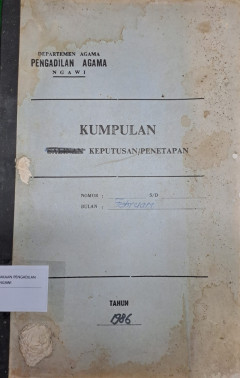 DEPARTEMEN AGAMA
PENGADILAN AGAMA
NGAWI
KUMPULAN
KEPUTUSAN/PENETAPAN
NOMOR : S/D
BULAN : Februari
TAHUN
1986